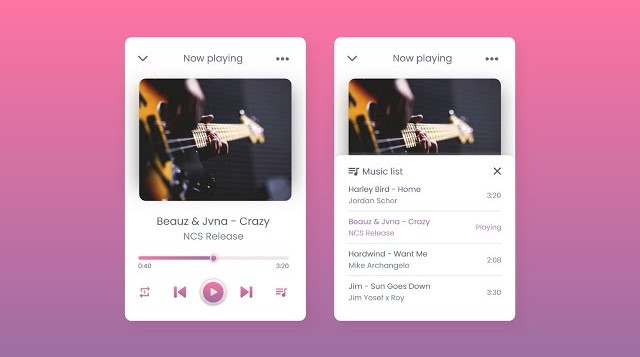 Now playing
Beauz & Jvna - Crazy
NCS Release
0:40
3:20
Now playing
Music list
Harley Bird - Home
Jordan Schor
3:20
Beauz & Jvna - Crazy
NCS Release
Playing
Hardwind - Want Me
Mike Archangelo
2:08
Jim - Sun Goes Down
Jim Yosef x Roy
3:30